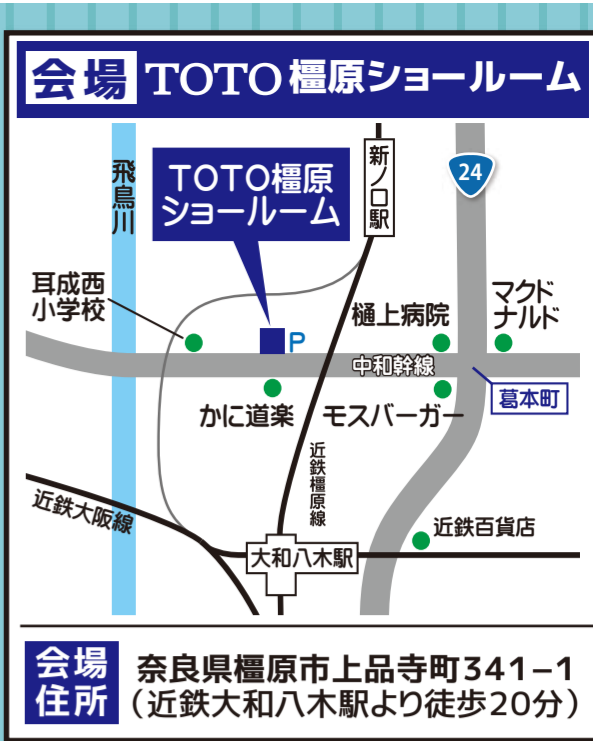 会場 TOTO橿原ショールーム
飛鳥川
TOTO橿原
ショールーム
新ノ口駅
24
耳成西
小学校
P
樋上病院
マクド
ナルド
中和幹線
葛本町
かに道楽
モスバーガー
近鉄橿原線
近鉄大阪線
大和八木駅
近鉄百貨店
会場
住所
奈良県橿原市上品寺町341−1
(近鉄大和八木駅より徒歩20分)